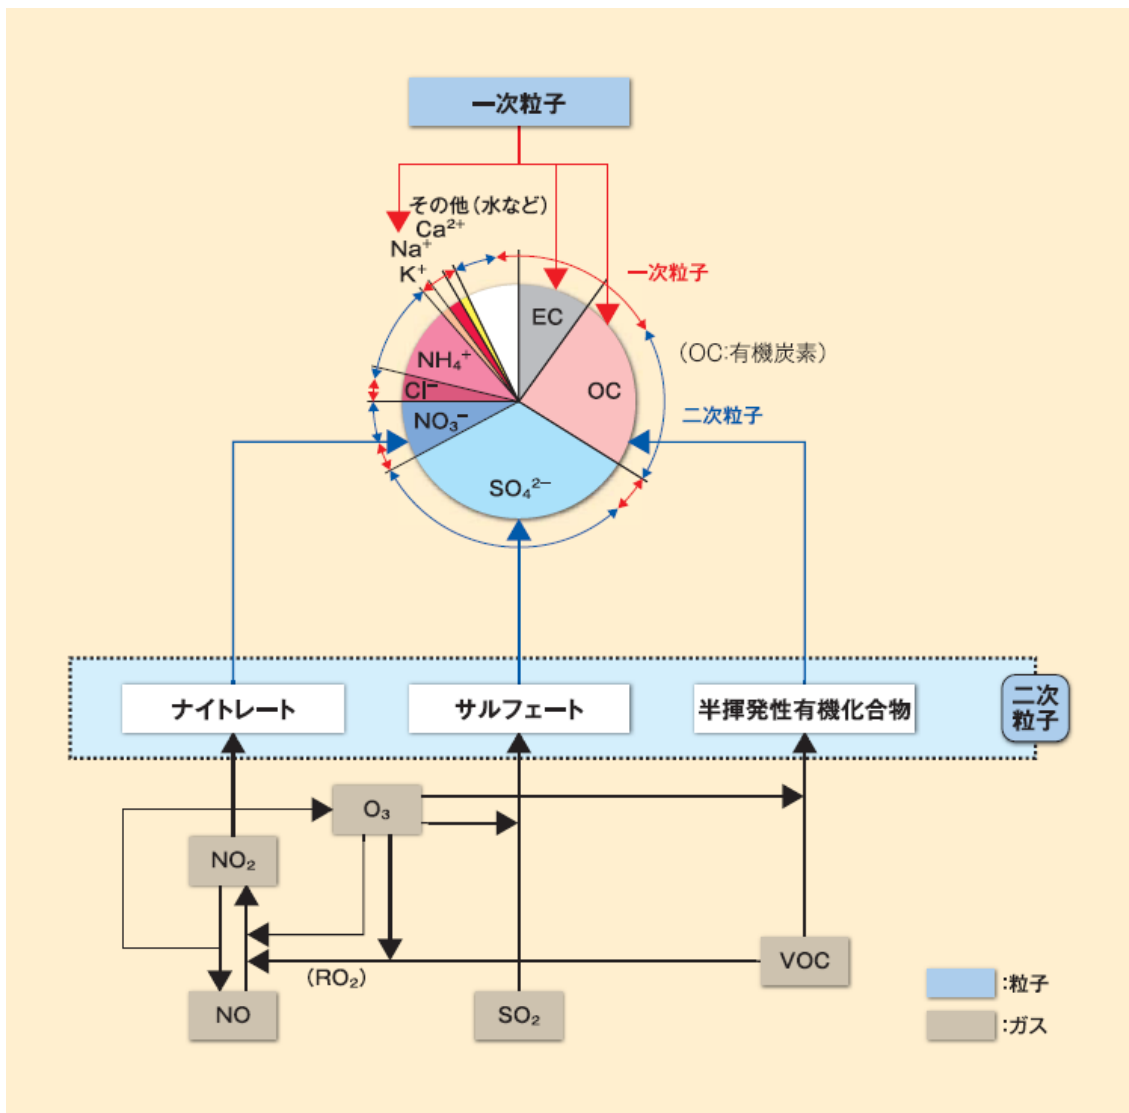 一次粒子
その他（水など）
Ca²⁺
Na⁺
K⁺
一次粒子
EC
（OC:有機炭素）
NH₄⁺
OC
Cl⁻
NO₃⁻
二次粒子
SO₄²⁻
ナイトレート
サルフェート
半揮発性有機化合物
二次
粒子
O₃
NO₂
(RO₂)
VOC
NO
SO₂
:粒子
:ガス